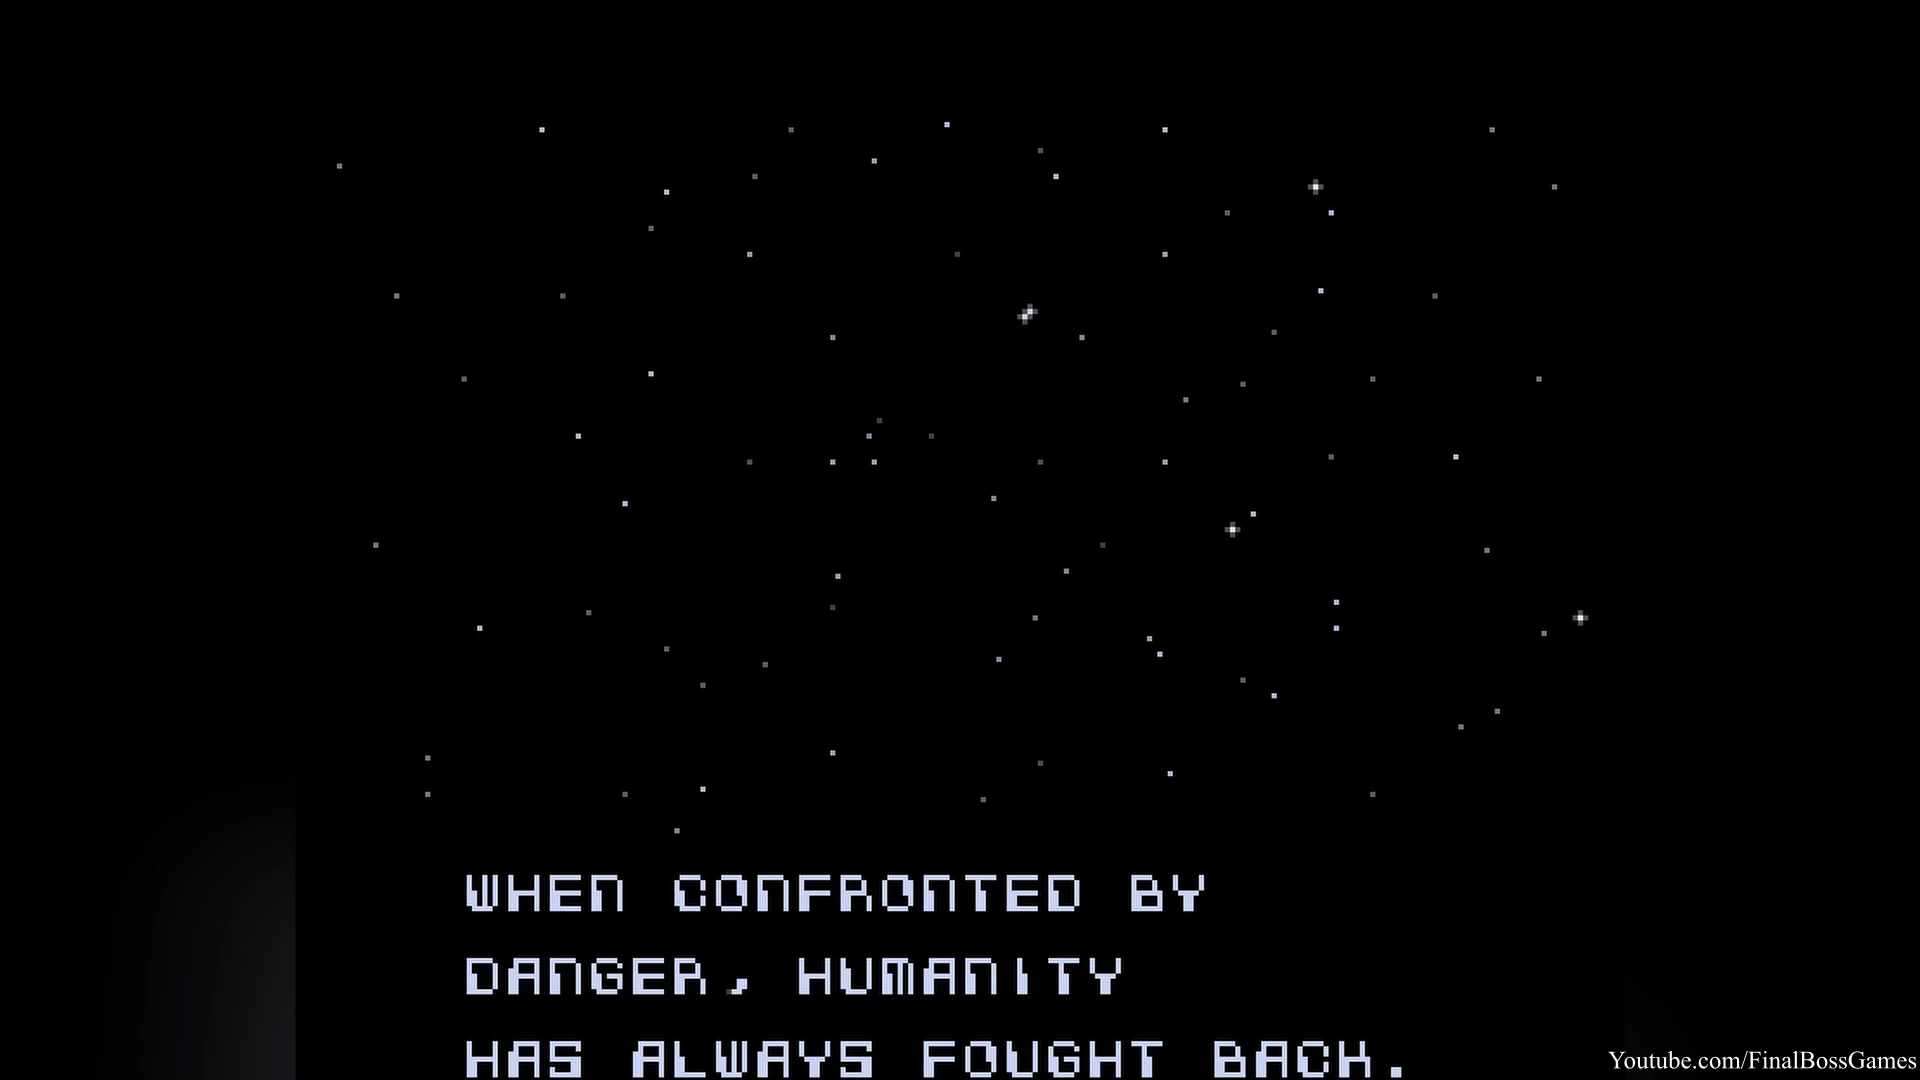 WHEN CONFRONTED BY
DANGER, HUMANITY
HAS ALWAYS FOUGHT BACK.
Youtube.com/FinalBossGames